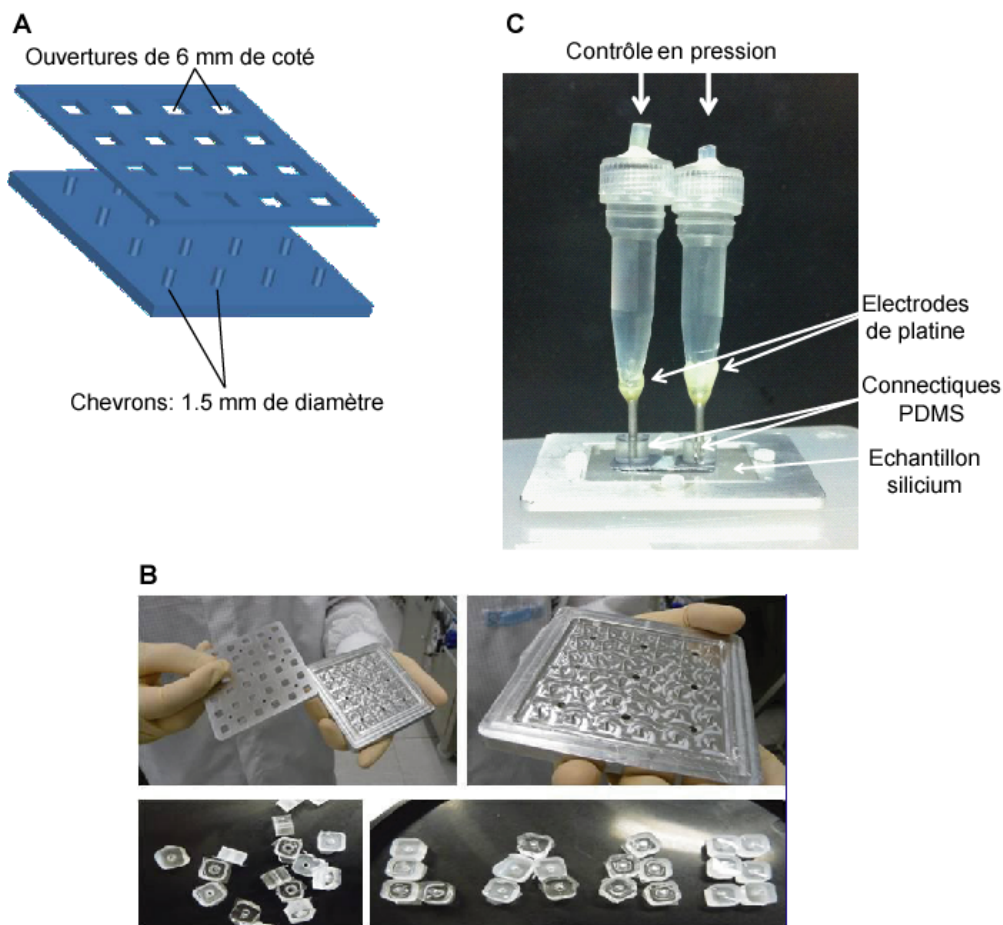 A
Ouvertures de 6 mm de coté
Chevrons: 1.5 mm de diamètre
C
Contrôle en pression
Electrodes
de platine
Connectiques
PDMS
Echantillon
silicium
B